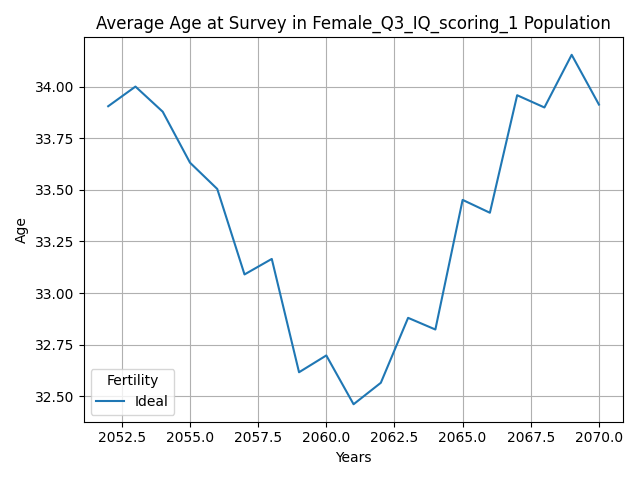 Average Age at Survey in Female_Q3_IQ_scoring_1 Population
34.00
33.75
33.50
33.25
33.00
32.75
32.50
Age
Fertility
Ideal
2052.5 2055.0 2057.5 2060.0 2062.5 2065.0 2067.5 2070.0
Years